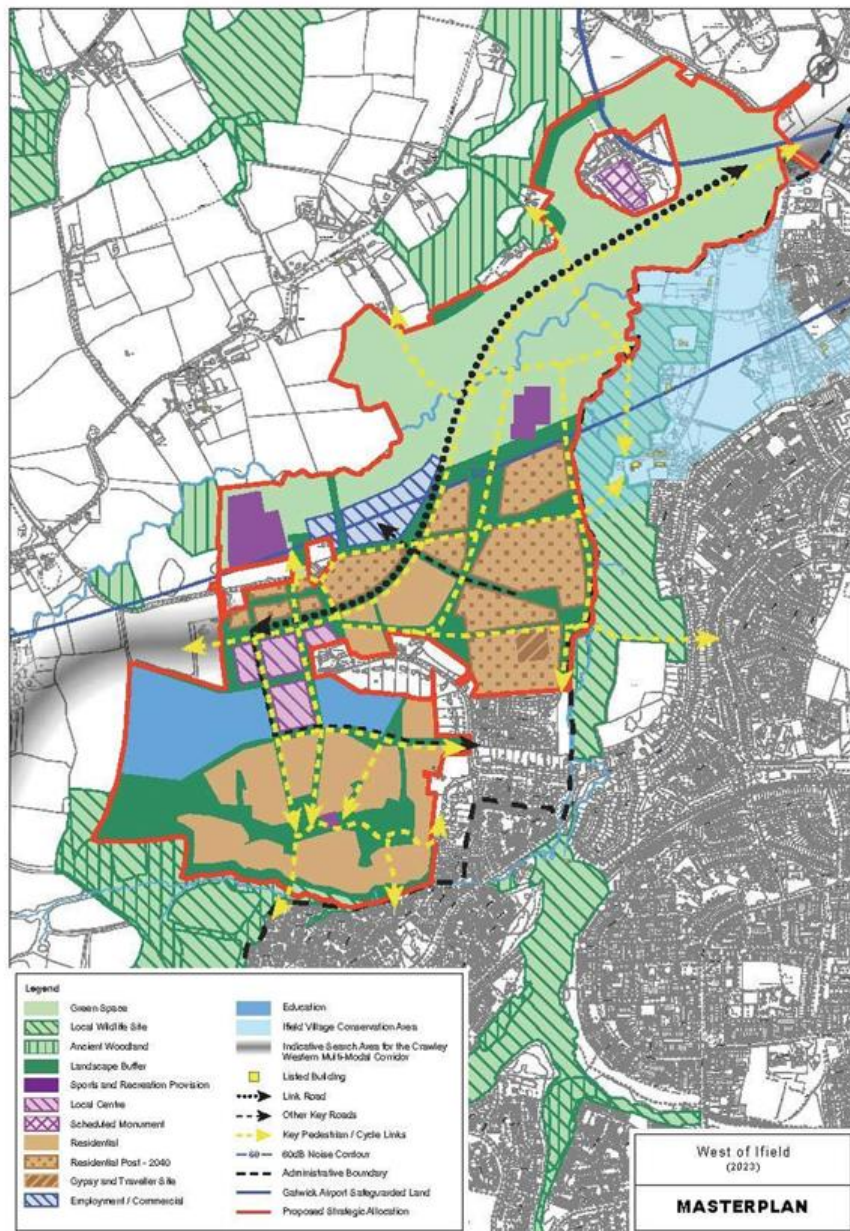 Legend
Green Space
Local Wildlife Site
Ancient Woodland
Landscape Buffer
Sports and Recreation Provision
Local Centre
Scheduled Monument
Residential
Residential Post - 2040
Gypsy and Traveller Site
Employment / Commercial
Education
Ifield Village Conservation Area
Indicative Search Area for the Crawley
Western Multi-Modal Corridor
Listed Building
Link Road
Other Key Roads
Key Pedestrian / Cycle Links
60
60dB Noise Contour
Administrative Boundary
Gatwick Airport Safeguarded Land
Proposed Strategic Allocation
West of Ifield
(2023)
MASTERPLAN